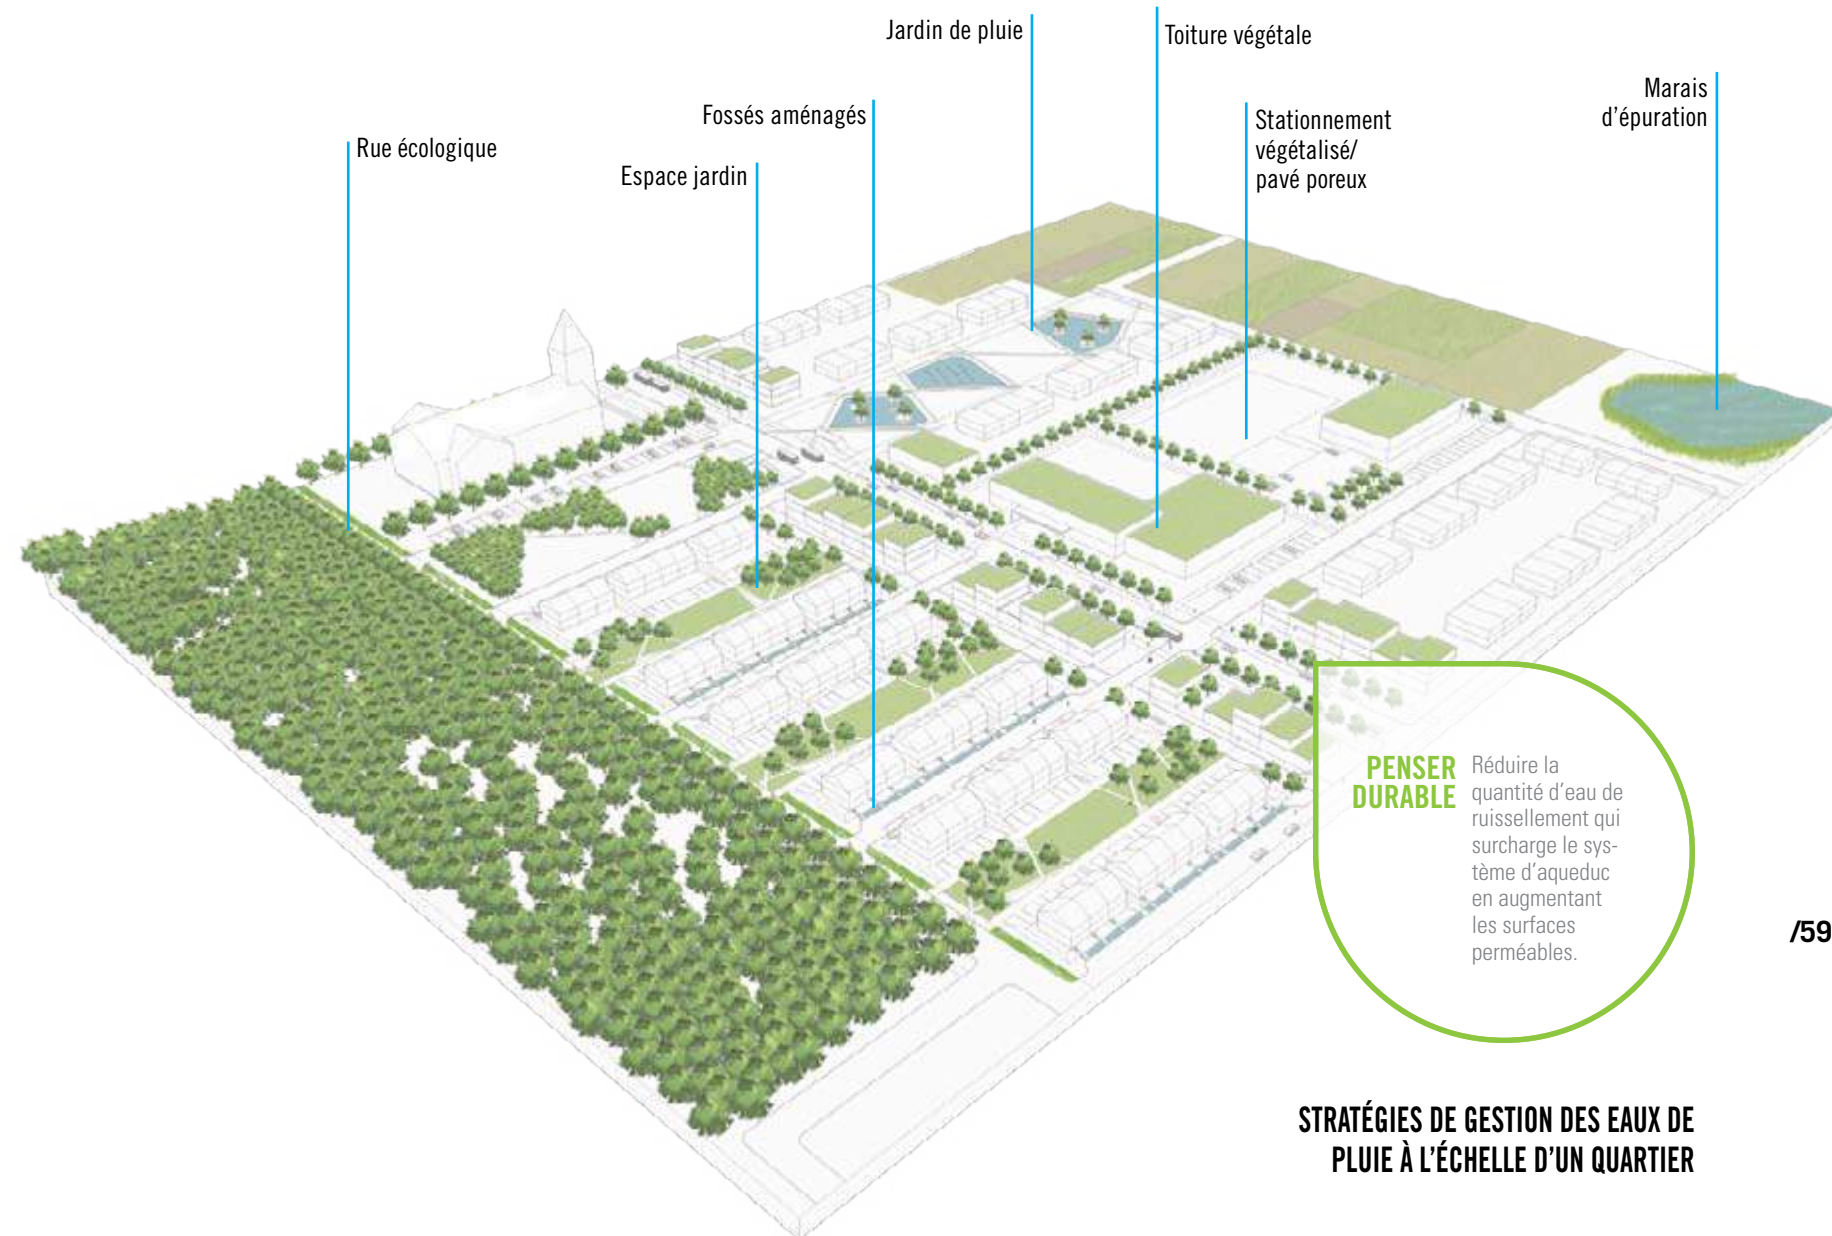 Jardin de pluie
Toiture végétale
Marais
d'épuration
Fossés aménagés
Stationnement
végétalisé/
pavé poreux
Rue écologique
Espace jardin
PENSER
DURABLE
Réduire la
quantité d'eau de
ruissellement qui
surcharge le sys-
tème d'aqueduc
en augmentant
les surfaces
perméables.
/59
STRATÉGIES DE GESTION DES EAUX DE
PLUIE À L'ÉCHELLE D'UN QUARTIER